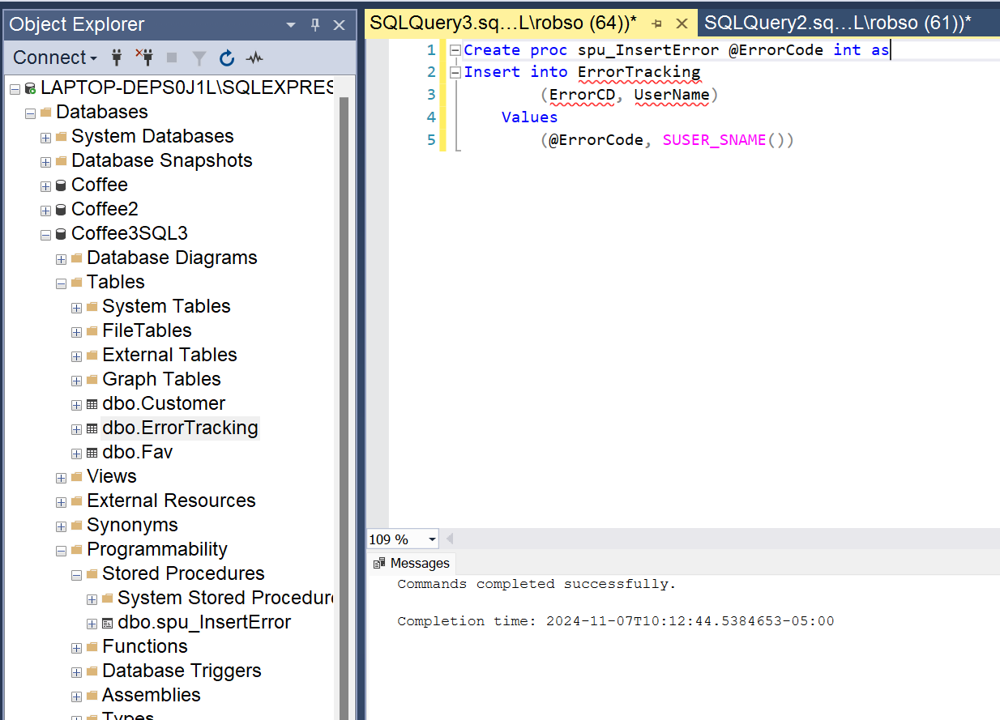 Object Explorer
Connect
LAPTOP-DEPS0J1L\SQLEXPRES
Databases
System Databases
Database Snapshots
Coffee
Coffee2
Coffee3SQL3
Database Diagrams
Tables
System Tables
FileTables
External Tables
Graph Tables
dbo.Customer
dbo.ErrorTracking
dbo.Fav
Views
External Resources
Synonyms
Programmability
Stored Procedures
System Stored Procedur
dbo.spu_InsertError
Functions
Database Triggers
Assemblies
Types
SQLQuery3.sq...L\robso (64))* SQLQuery2.sq...L\robso (61))*
1 Create proc spu_InsertError @ErrorCode int as
2 Insert into ErrorTracking
3 (ErrorCD, UserName)
4 Values
5 (@ErrorCode, SUSER_SNAME())
109 %
Messages
Commands completed successfully.
Completion time: 2024-11-07T10:12:44.5384653-05:00